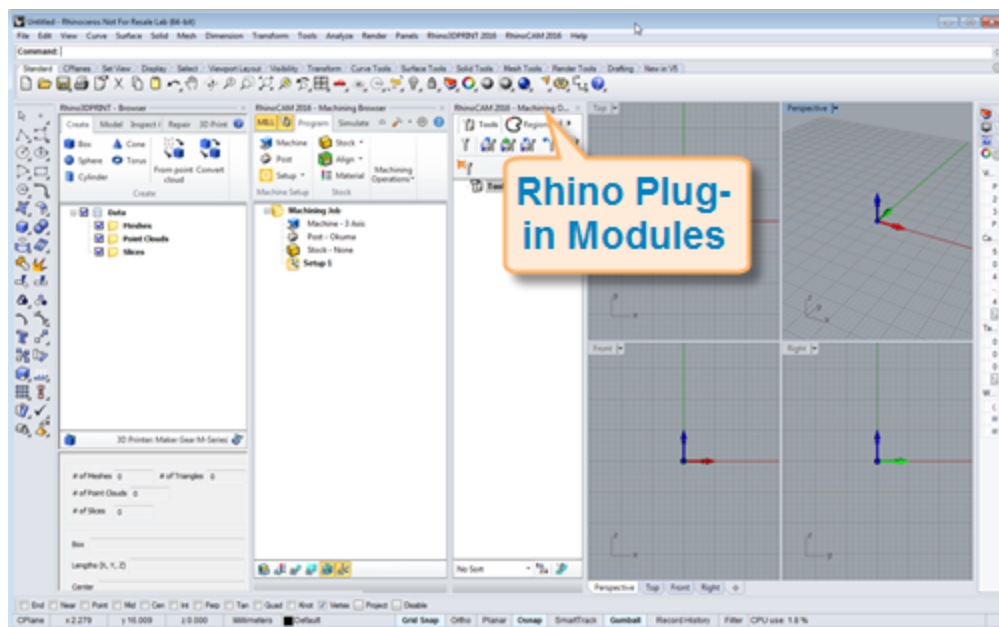 Untitled - Rhinoceros Not For Resale Lab (64-bit)
File Edit View Curve Surface Solid Mesh Dimension Transform Tools Analyze Render Panels Rhino3DPRINT 2016 RhinoCAM 2016 Help
Command:
Standard CPlanes Set View Display Select Viewport Layout Visibility Transform Curve Tools Surface Tools Solid Tools Mesh Tools Render Tools Drafting New in V5
Rhino3DPRINT - Browser
Create Model Repair 3D Print
Box Cone
Sphere Torus
Cylinder
From point cloud Convert
Create
Data
Meshes
Point Clouds
Slices
3D Printer: Maker Gear M-Series
# of Meshes 0 # of Triangles 0
# of Point Clouds 0
# of Slices 0
Box
Lengths (X, Y, Z)
Center
RhinoCAM 2016 - Machining Browser
MILL Program Simulate
Machine Stock
Post Align
Setup Material
Machining Operations
Machine Setup Stock
Machining Job
Machine - 3 Axis
Post - Okuma
Stock - None
Setup 1
RhinoCAM 2016 - Machining O...
Tools Region
No Sort
Rhino Plug-
in Modules
Top
Perspective
Front
Right
Perspective Top Front Right
End Near Point Mid Cen Int Perp Tan Quad Knot Vertex Project Disable
CPlane x 2.279 y 16.009 z 0.000 Millimeters Default Grid Snap Ortho Planar Osnap SmartTrack Gumball Record History Filter CPU use: 1.8 %